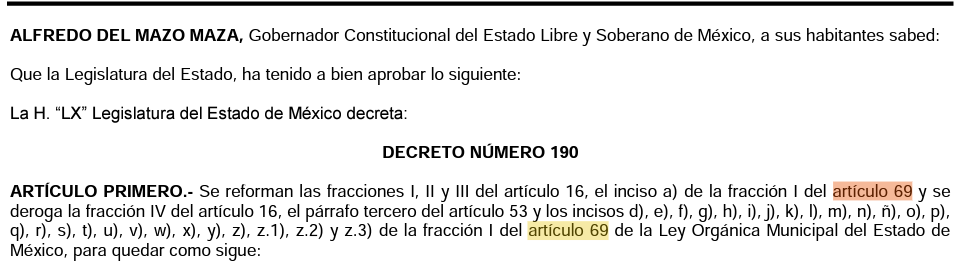 ALFREDO DEL MAZO MAZA, Gobernador Constitucional del Estado Libre y Soberano de México, a sus habitantes sabed:
Que la Legislatura del Estado, ha tenido a bien aprobar lo siguiente:
La H. “LX” Legislatura del Estado de México decreta:
DECRETO NÚMERO 190
ARTÍCULO PRIMERO.- Se reforman las fracciones I, II y III del artículo 16, el inciso a) de la fracción I del artículo 69 y se
deroga la fracción IV del artículo 16, el párrafo tercero del artículo 53 y los incisos d), e), f), g), h), i), j), k), l), m), n), ñ), o), p),
q), r), s), t), u), v), w), x), y), z), z.1), z.2) y z.3) de la fracción I del artículo 69 de la Ley Orgánica Municipal del Estado de
México, para quedar como sigue: